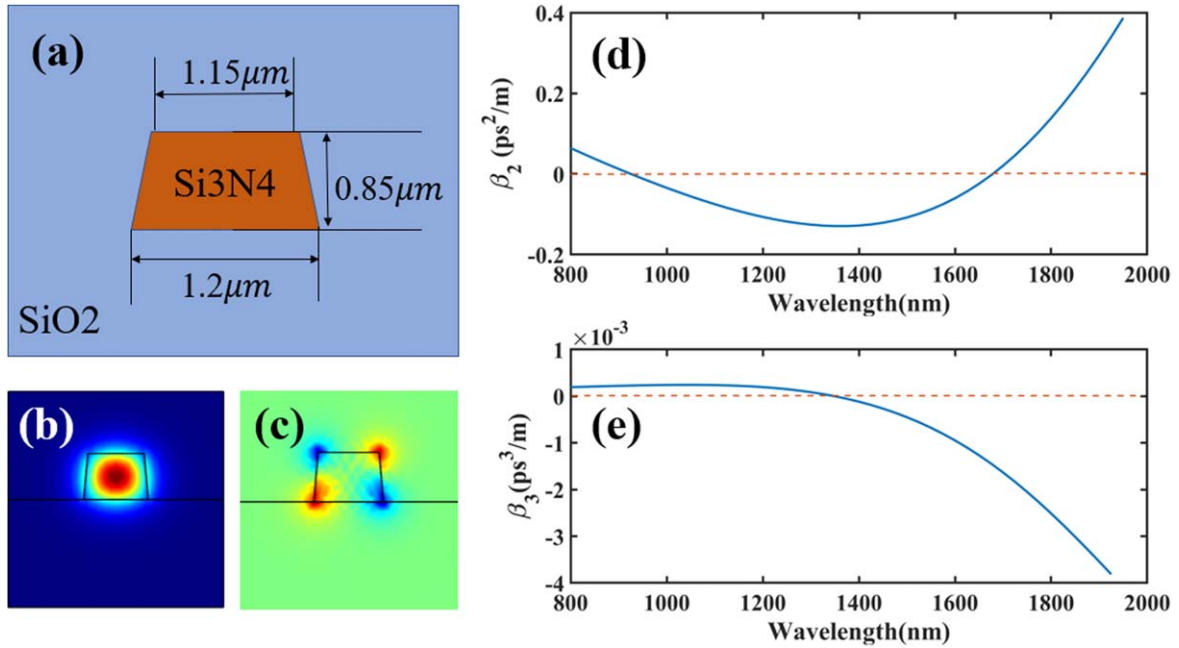 (a)
1.15μm
Si3N4
0.85μm
1.2μm
SiO2
(b)
(c)
(d)
0.4
0.2
0
-0.2
β2 (ps2/m)
800 1000 1200 1400 1600 1800 2000
Wavelength(nm)
×10-3
(e)
1
0
-1
-2
-3
-4
β3(ps3/m)
800 1000 1200 1400 1600 1800 2000
Wavelength(nm)